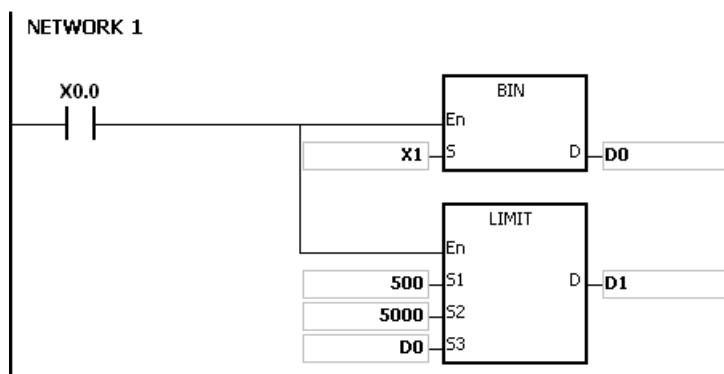 NETWORK 1
X0.0
BIN
En
X1 S D D0
LIMIT
En
500 S1 D D1
5000 S2
D0 S3